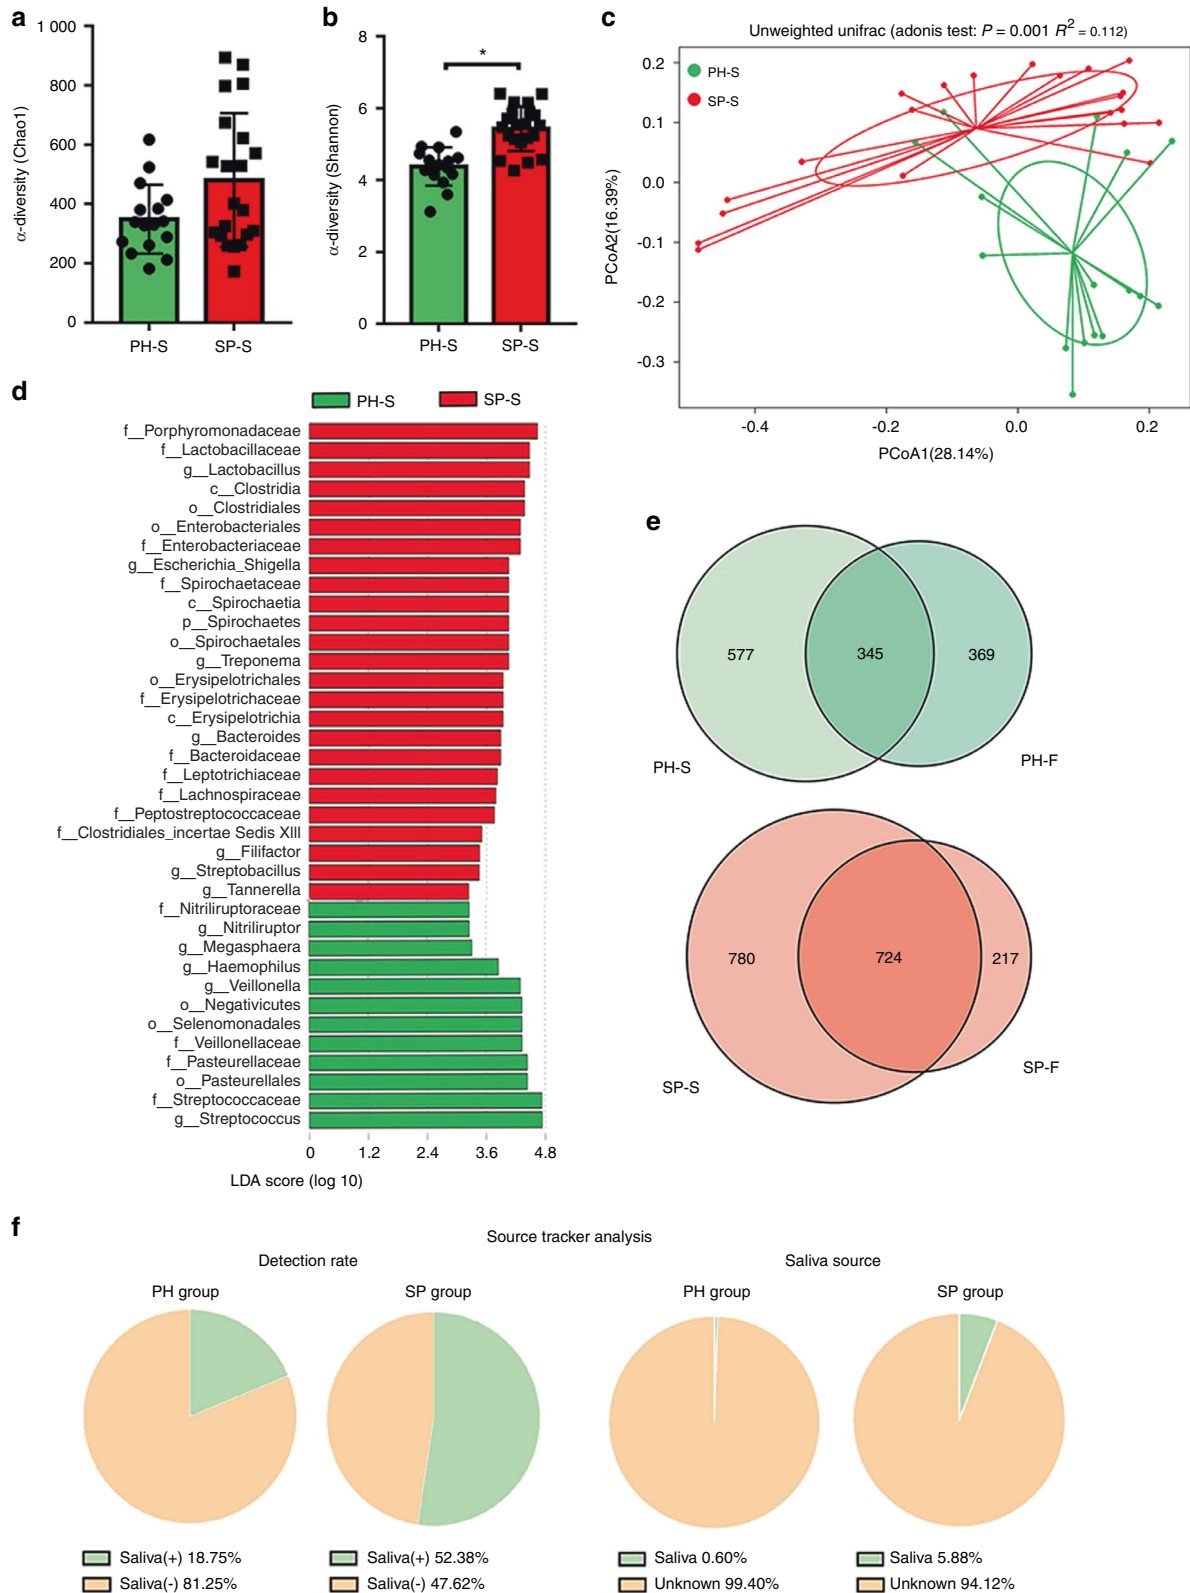 a
1 000
800
600
400
200
0
α-diversity (Chao1)
PH-S
SP-S
b
8
6
4
2
0
α-diversity (Shannon)
*
PH-S
SP-S
c
Unweighted unifrac (adonis test: P = 0.001 R² = 0.112)
PH-S
SP-S
0.2
0.1
0.0
-0.1
-0.2
-0.3
PCoA2(16.39%)
-0.4
-0.2
0.0
0.2
PCoA1(28.14%)
d
PH-S
SP-S
f__Porphyromonadaceae
f__Lactobacillaceae
g__Lactobacillus
c__Clostridia
o__Clostridiales
o__Enterobacteriales
f__Enterobacteriaceae
g__Escherichia_Shigella
f__Spirochaetaceae
c__Spirochaetia
p__Spirochaetes
o__Spirochaetales
g__Treponema
o__Erysipelotrichales
f__Erysipelotrichaceae
c__Erysipelotrichia
g__Bacteroides
f__Bacteroidaceae
f__Leptotrichiaceae
f__Lachnospiraceae
f__Peptostreptococcaceae
f__Clostridiales_incertae Sedis XIII
g__Filifactor
g__Streptobacillus
g__Tannerella
f__Nitriliruptoraceae
g__Nitriliruptor
g__Megasphaera
g__Haemophilus
g__Veillonella
o__Negativicutes
o__Selenomonadales
f__Veillonellaceae
f__Pasteurellaceae
o__Pasteurellales
f__Streptococcaceae
g__Streptococcus
0
1.2
2.4
3.6
4.8
LDA score (log 10)
e
577
345
369
PH-S
PH-F
780
724
217
SP-S
SP-F
f
Source tracker analysis
Detection rate
Saliva source
PH group
SP group
PH group
SP group
Saliva(+) 18.75%
Saliva(-) 81.25%
Saliva(+) 52.38%
Saliva(-) 47.62%
Saliva 0.60%
Unknown 99.40%
Saliva 5.88%
Unknown 94.12%